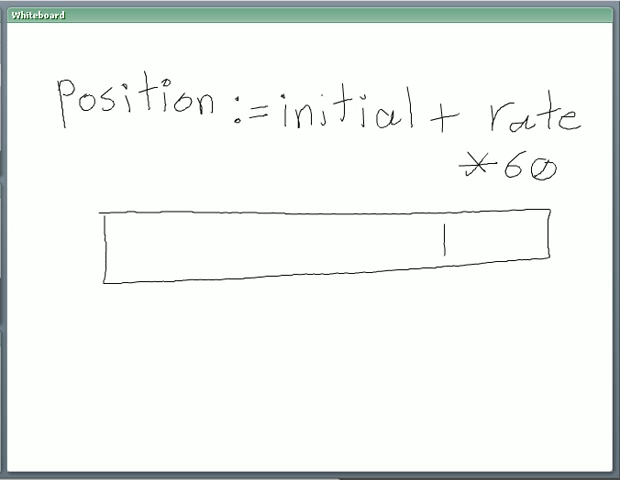 Whiteboard
position := initial + rate
* 60